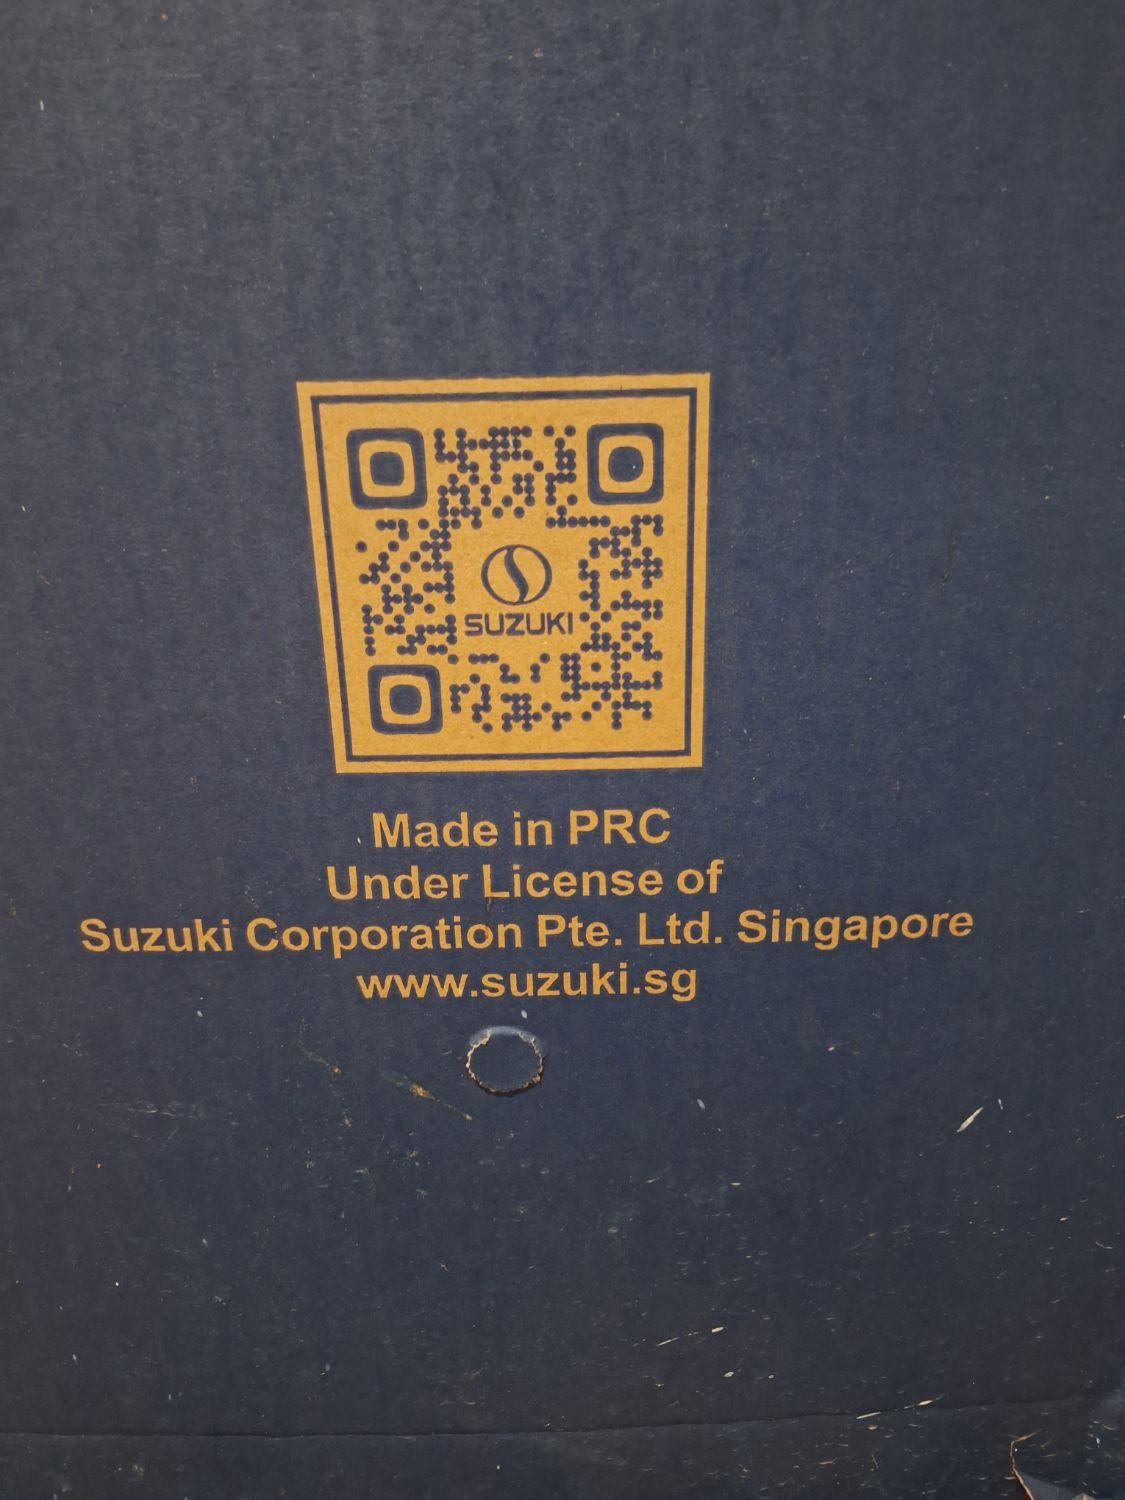 SUZUKI
Made in PRC
Under License of
Suzuki Corporation Pte. Ltd. Singapore
www.suzuki.sg